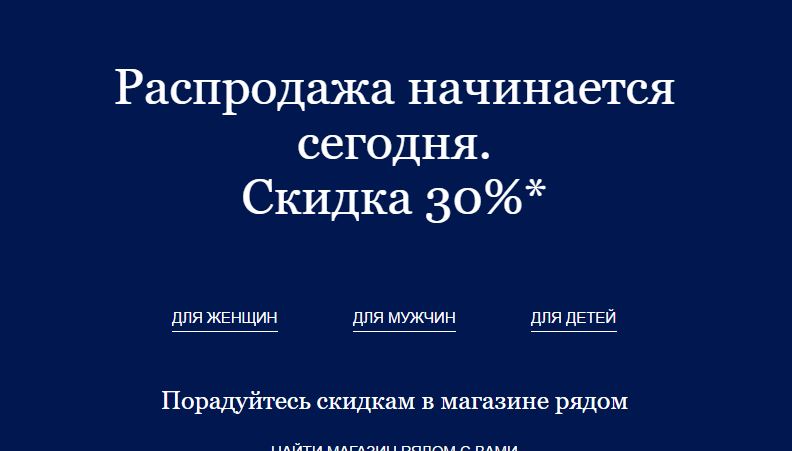 Распродажа начинается
сегодня.
Скидка 30%*
ДЛЯ ЖЕНЩИН ДЛЯ МУЖЧИН ДЛЯ ДЕТЕЙ
Порадуйтесь скидкам в магазине рядом
НАЙТИ МАГАЗИН РЯДОМ С ВАМИ